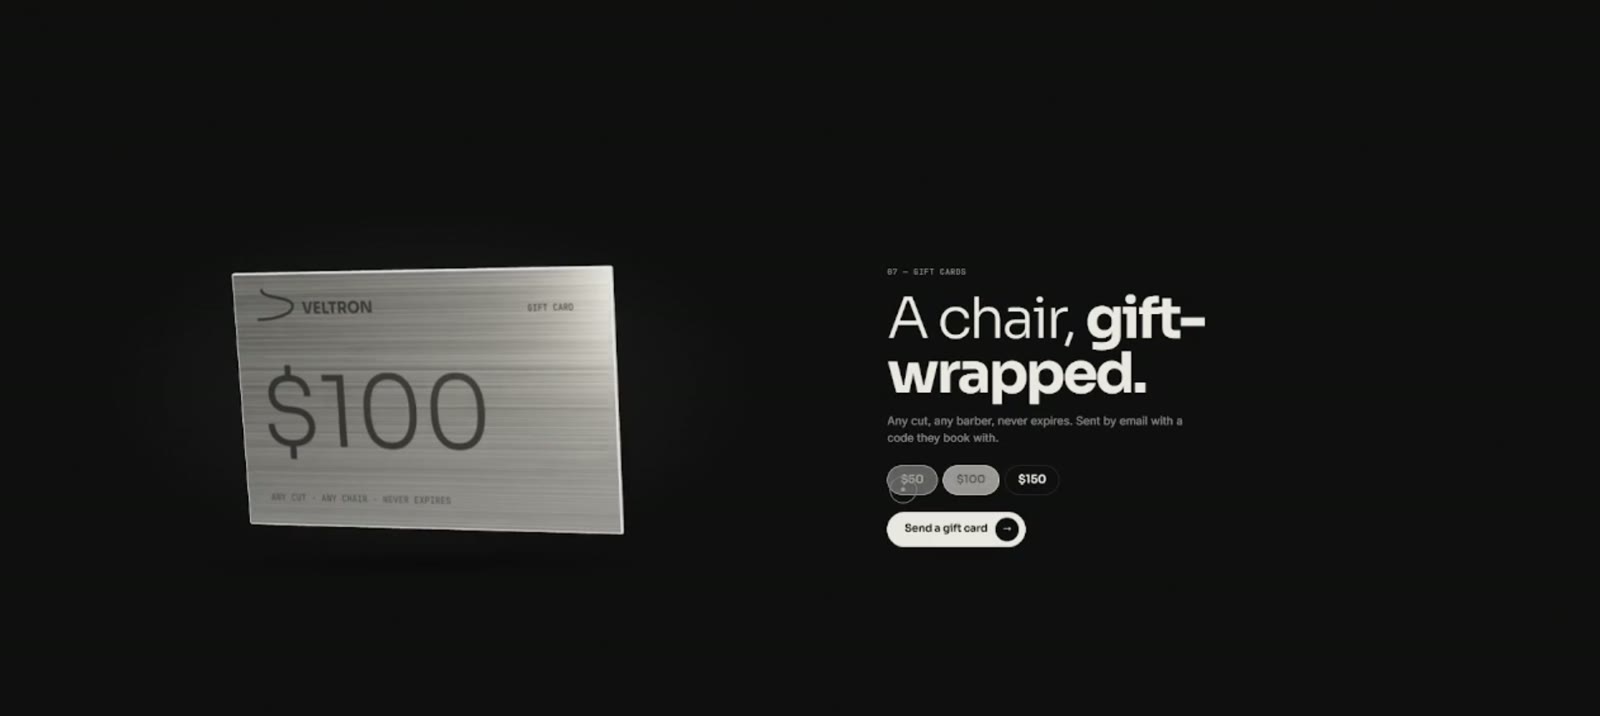 VELTRON
GIFT CARD
$100
ANY CUT · ANY CHAIR · NEVER EXPIRES
07 — GIFT CARDS
A chair, gift-
wrapped.
Any cut, any barber, never expires. Sent by email with a
code they book with.
$50 $100 $150
Send a gift card →